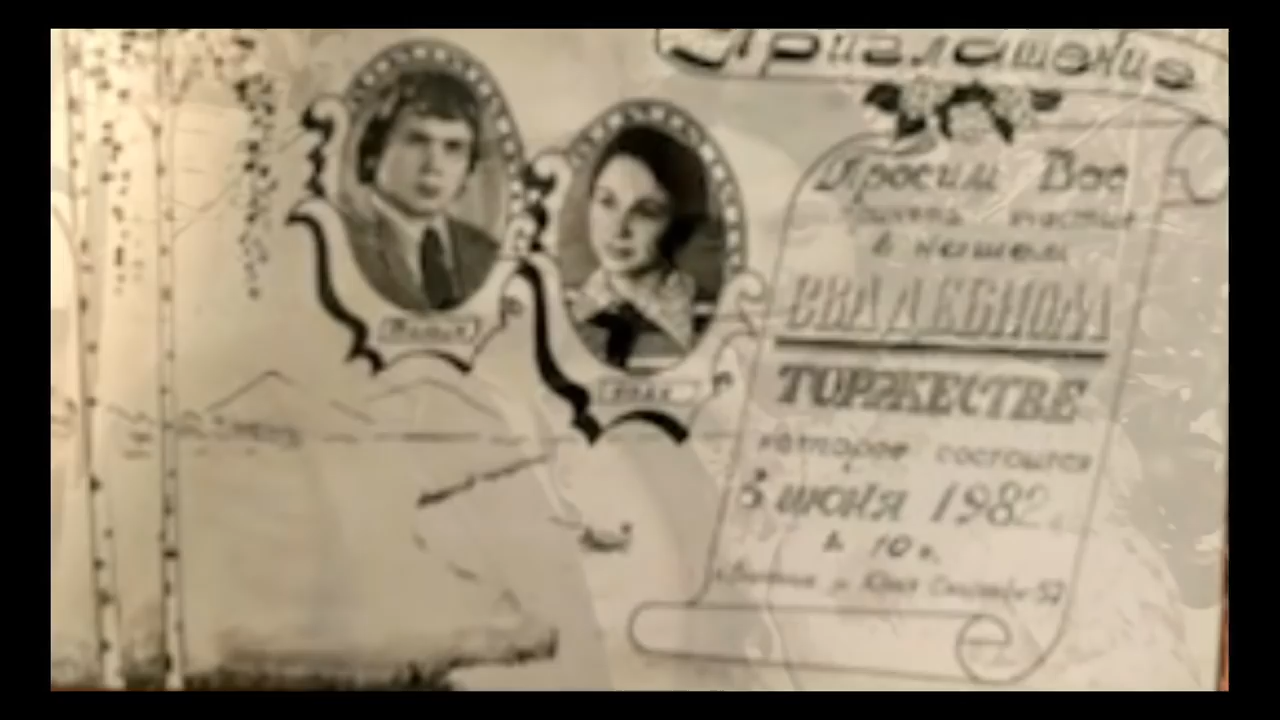 Приглашение
Просим Вас
принять участие
в нашем
СВАДЕБНОМ
ТОРЖЕСТВЕ
которое состоится
5 июня 1982
в 10 ч.